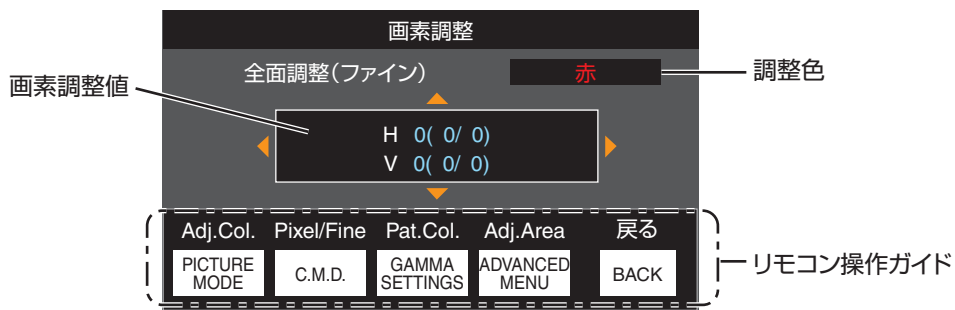 画素調整
全面調整(ファイン) 赤
調整色
画素調整値
H 0( 0/ 0)
V 0( 0/ 0)
Adj.Col. Pixel/Fine Pat.Col. Adj.Area 戻る
PICTURE MODE C.M.D. GAMMA SETTINGS ADVANCED MENU BACK
リモコン操作ガイド